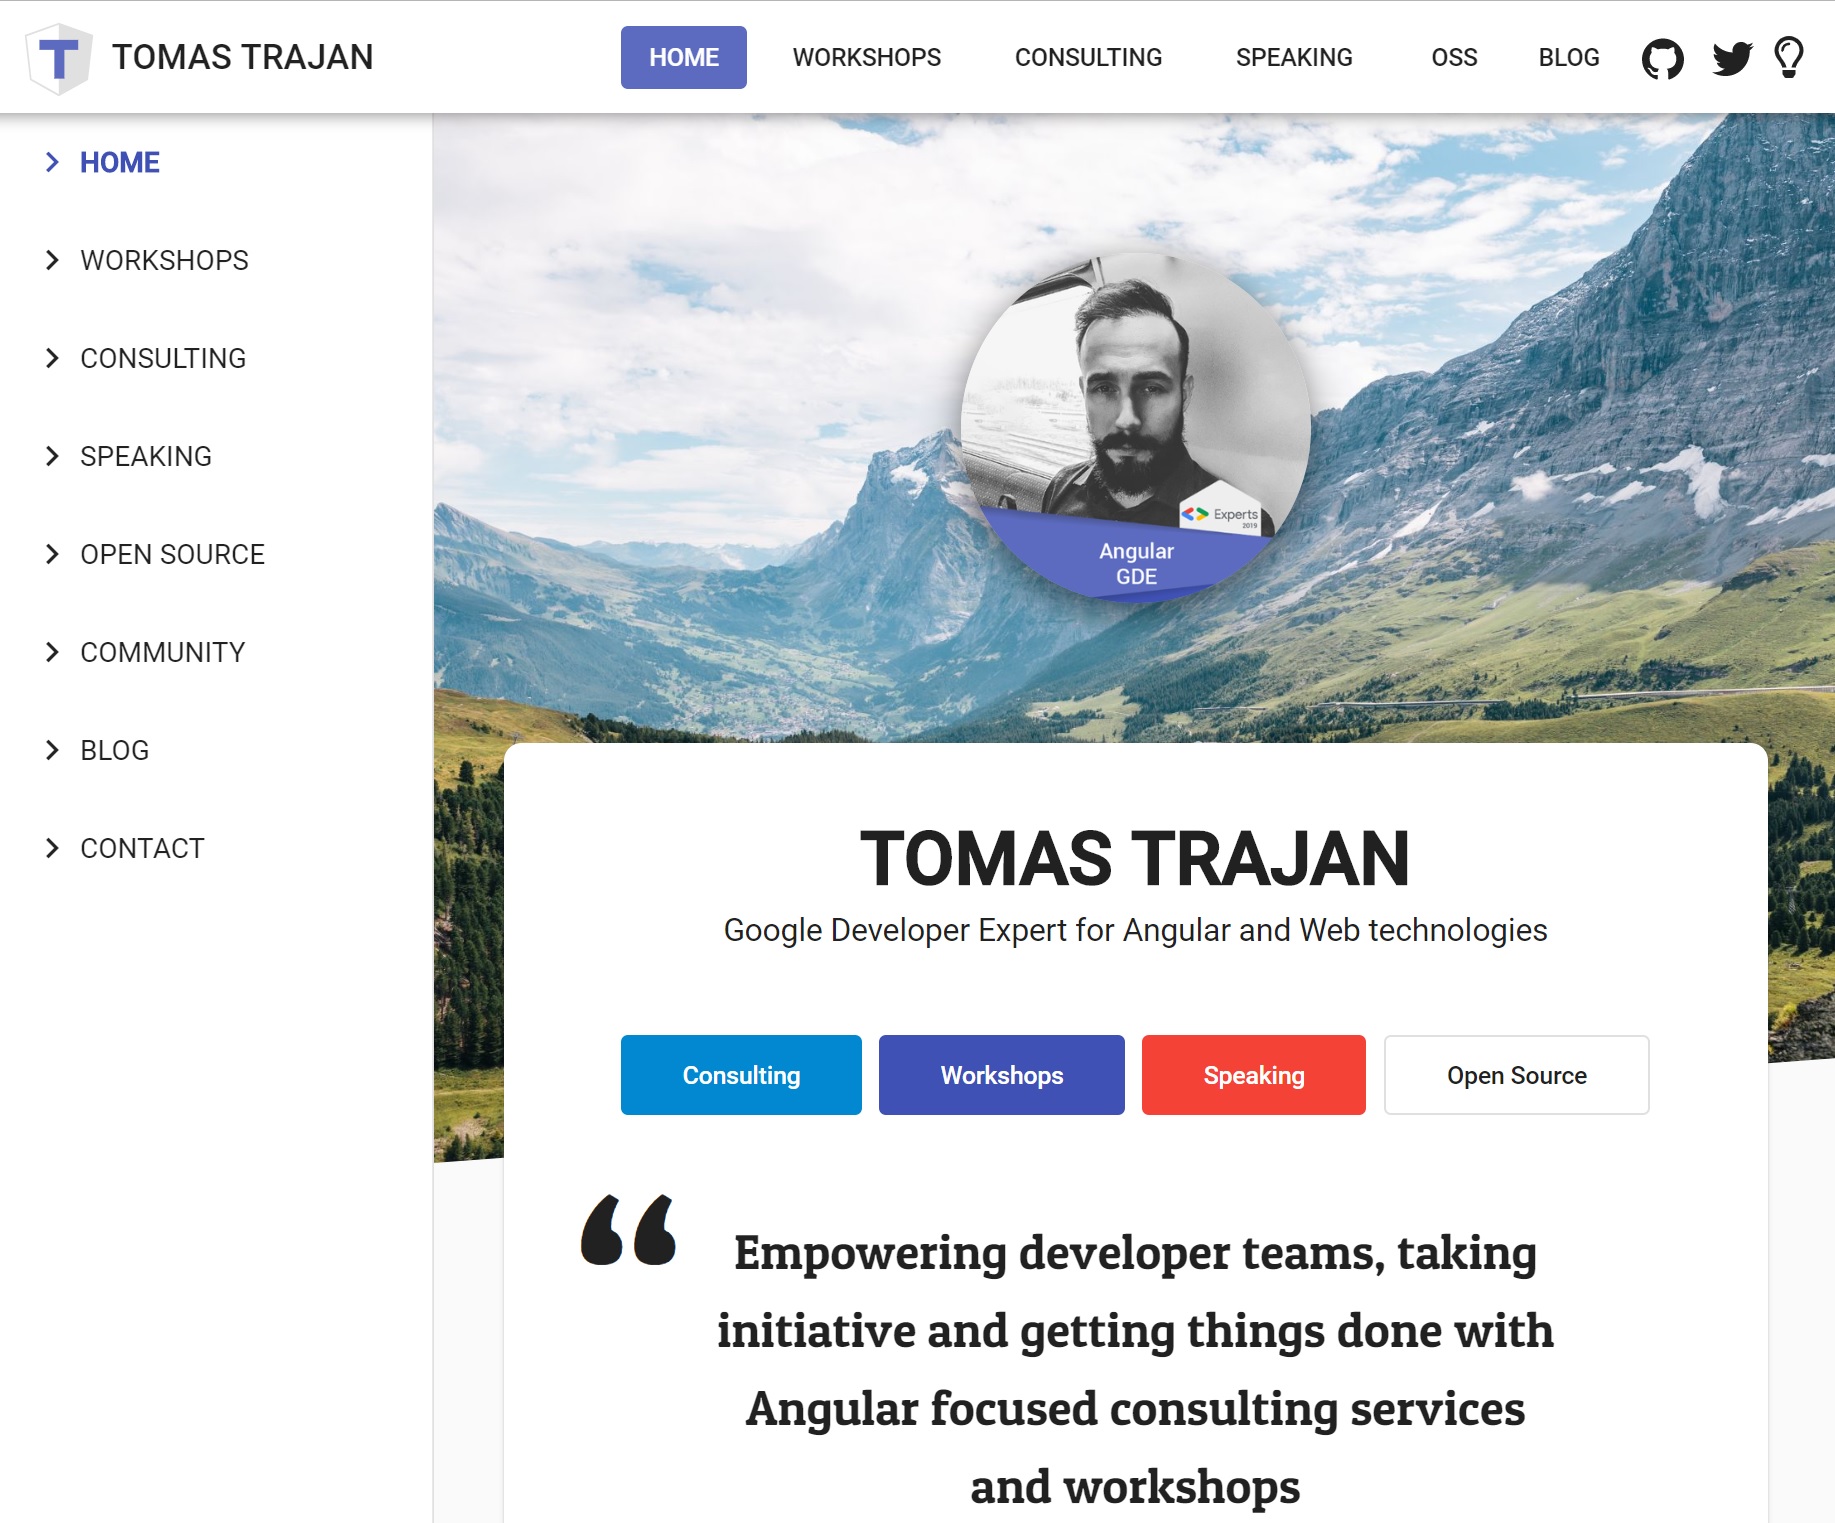 T TOMAS TRAJAN
HOME WORKSHOPS CONSULTING SPEAKING OSS BLOG
HOME
WORKSHOPS
CONSULTING
SPEAKING
OPEN SOURCE
COMMUNITY
BLOG
CONTACT
Experts
2019
Angular
GDE
TOMAS TRAJAN
Google Developer Expert for Angular and Web technologies
Consulting Workshops Speaking Open Source
“ Empowering developer teams, taking
initiative and getting things done with
Angular focused consulting services
and workshops